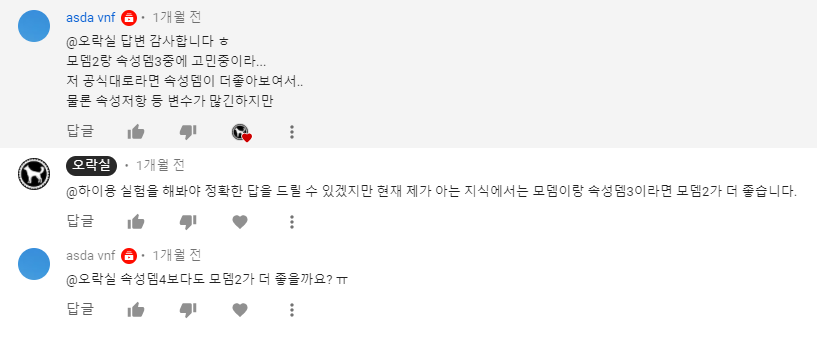 asda vnf · 1개월 전
@오락실 답변 감사합니다 ㅎ
모뎀2랑 속성뎀3중에 고민중이라...
저 공식대로라면 속성뎀이 더좋아보여서..
물론 속성저항 등 변수가 많긴하지만
답글
오락실 · 1개월 전
@하이용 실험을 해봐야 정확한 답을 드릴 수 있겠지만 현재 제가 아는 지식에서는 모뎀이랑 속성뎀3이라면 모뎀2가 더 좋습니다.
답글
asda vnf · 1개월 전
@오락실 속성뎀4보다도 모뎀2가 더 좋을까요? ㅠ
답글